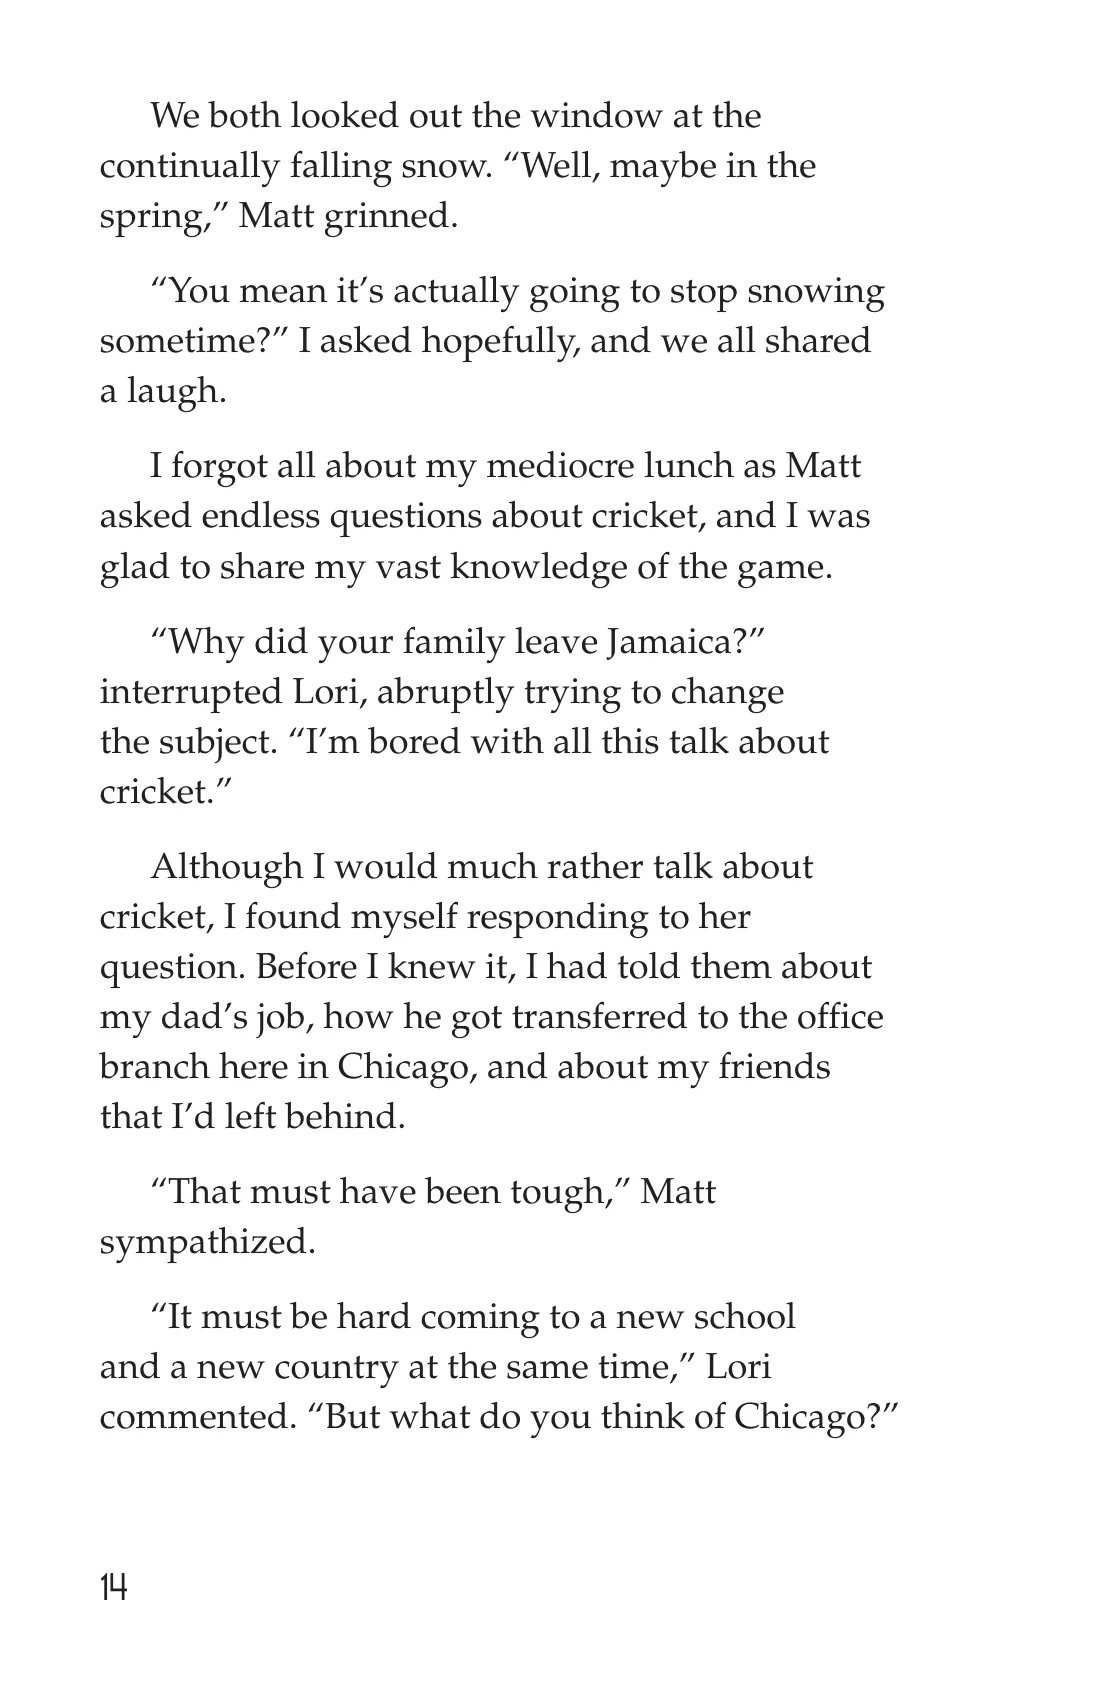 We both looked out the window at the
continually falling snow. “Well, maybe in the
spring,” Matt grinned.
“You mean it’s actually going to stop snowing
sometime?” I asked hopefully, and we all shared
a laugh.
I forgot all about my mediocre lunch as Matt
asked endless questions about cricket, and I was
glad to share my vast knowledge of the game.
“Why did your family leave Jamaica?”
interrupted Lori, abruptly trying to change
the subject. “I’m bored with all this talk about
cricket.”
Although I would much rather talk about
cricket, I found myself responding to her
question. Before I knew it, I had told them about
my dad’s job, how he got transferred to the office
branch here in Chicago, and about my friends
that I’d left behind.
“That must have been tough,” Matt
sympathized.
“It must be hard coming to a new school
and a new country at the same time,” Lori
commented. “But what do you think of Chicago?”
14